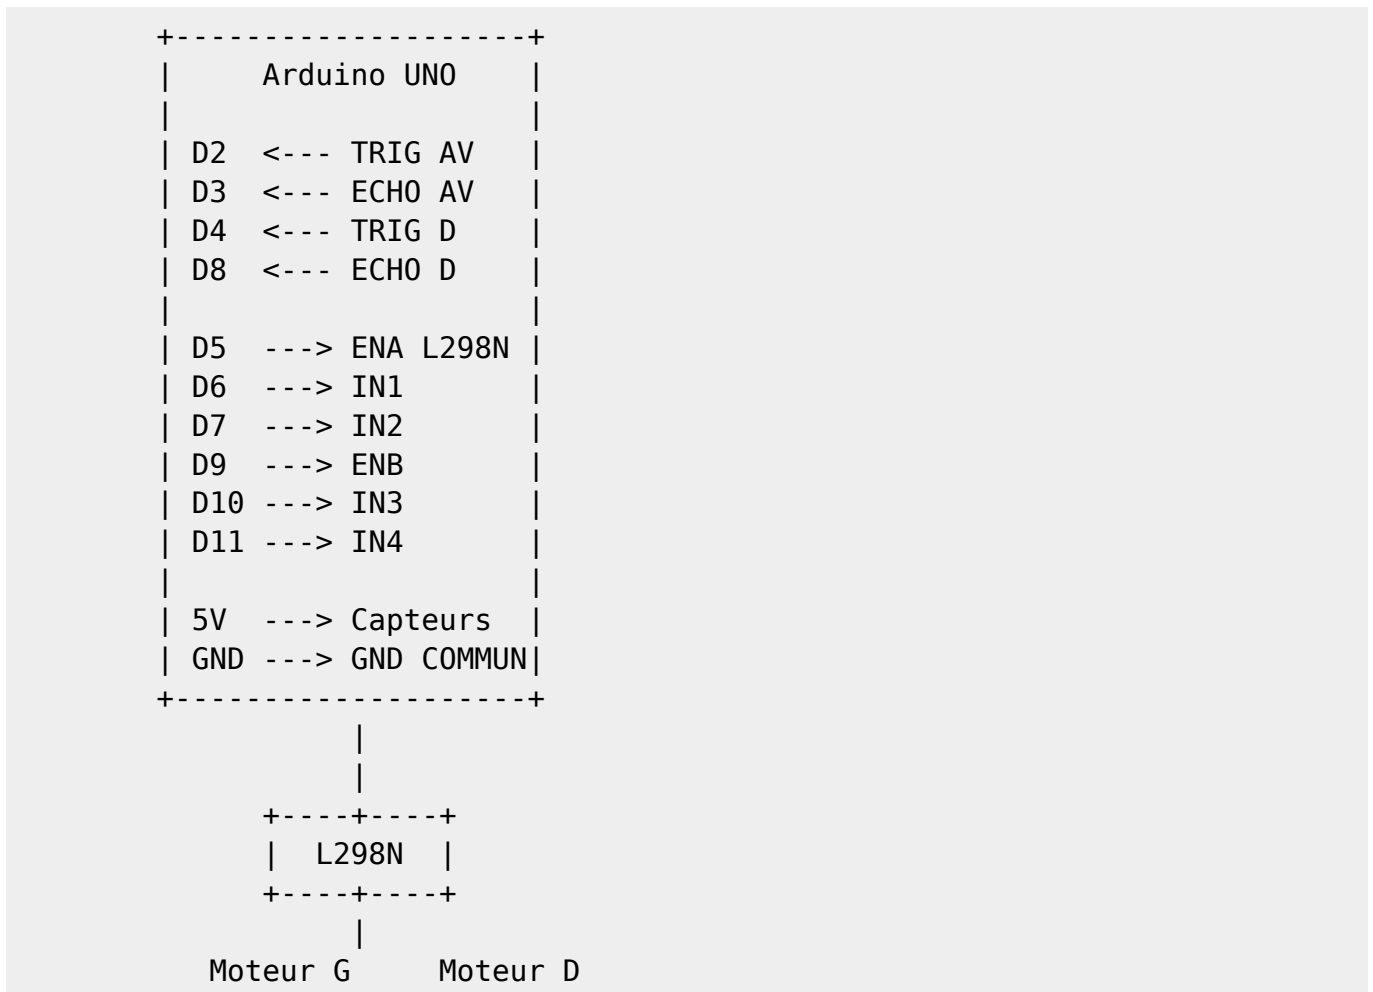 +--------------------+
|     Arduino UNO    |
|                    |
| D2  <--- TRIG AV   |
| D3  <--- ECHO AV   |
| D4  <--- TRIG D    |
| D8  <--- ECHO D    |
|                    |
| D5  ---> ENA L298N |
| D6  ---> IN1       |
| D7  ---> IN2       |
| D9  ---> ENB       |
| D10 ---> IN3       |
| D11 ---> IN4       |
|                    |
| 5V  ---> Capteurs  |
| GND ---> GND COMMUN|
+--------------------+
           |
           |
      +----+----+
      |  L298N  |
      +----+----+
           |
   Moteur G     Moteur D